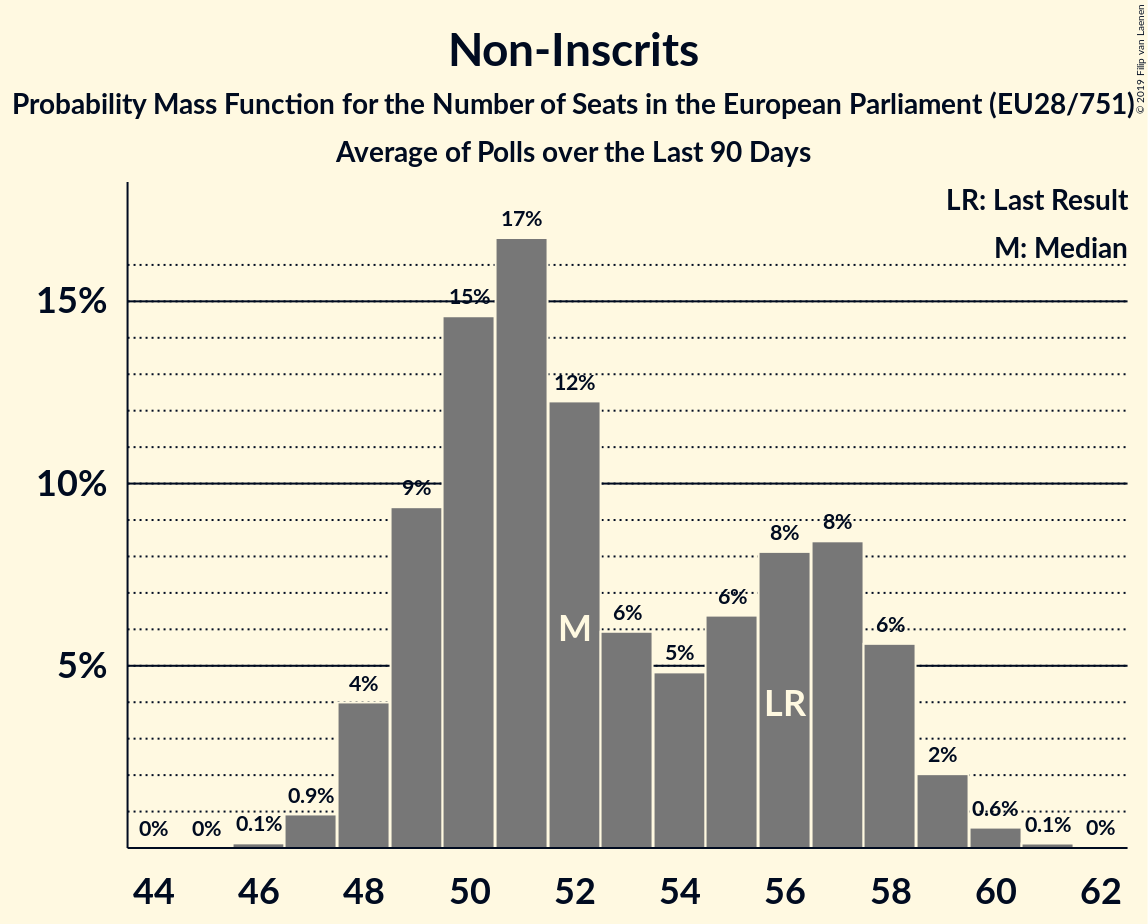 Non-Inscrits
Probability Mass Function for the Number of Seats in the European Parliament (EU28/751)
Average of Polls over the Last 90 Days
© 2019 Filip van Laenen
LR: Last Result
M: Median
15%
10%
5%
0%
0%
0.1%
0.9%
4%
9%
15%
17%
12%
6%
5%
6%
8%
8%
6%
2%
0.6%
0.1%
0%
M
LR
44 46 48 50 52 54 56 58 60 62